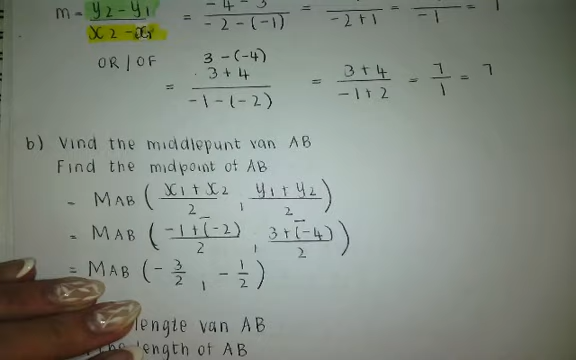 m = y2 - y1 / x2 - x1 = -4 - 3 / -2 - (-1) = / -2 + 1 = / -1 =
OR / OF
3 - (-4)
= 3 + 4 / -1 - (-2) = 3 + 4 / -1 + 2 = 7 / 1 = 7
b) Vind the middlepunt van AB
Find the midpoint of AB
= MAB ( x1 + x2 / 2 , y1 + y2 / 2 )
= MAB ( -1 + (-2) / 2 , 3 + (-4) / 2 )
= MAB ( - 3/2 , - 1/2 )
lengte van AB
the length of AB